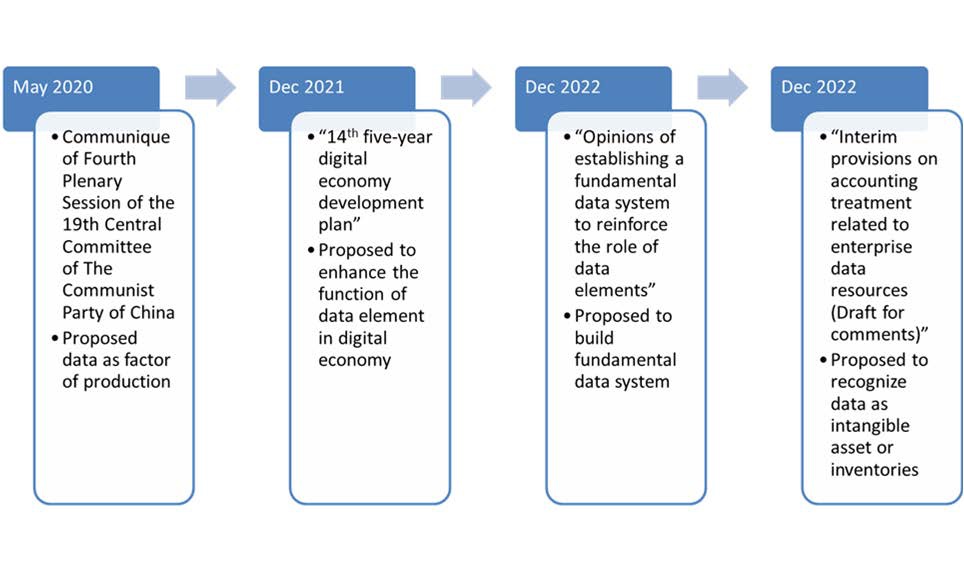 May 2020
• Communique
of Fourth
Plenary
Session of the
19th Central
Committee
of The
Communist
Party of China
• Proposed
data as factor
of production
Dec 2021
• “14th five-year
digital
economy
development
plan”
• Proposed to
enhance the
function of
data element
in digital
economy
Dec 2022
• “Opinions of
establishing a
fundamental
data system
to reinforce
the role of
data
elements”
• Proposed to
build
fundamental
data system
Dec 2022
• “Interim
provisions on
accounting
treatment
related to
enterprise
data
resources
(Draft for
comments)”
• Proposed to
recognize
data as
intangible
asset or
inventories